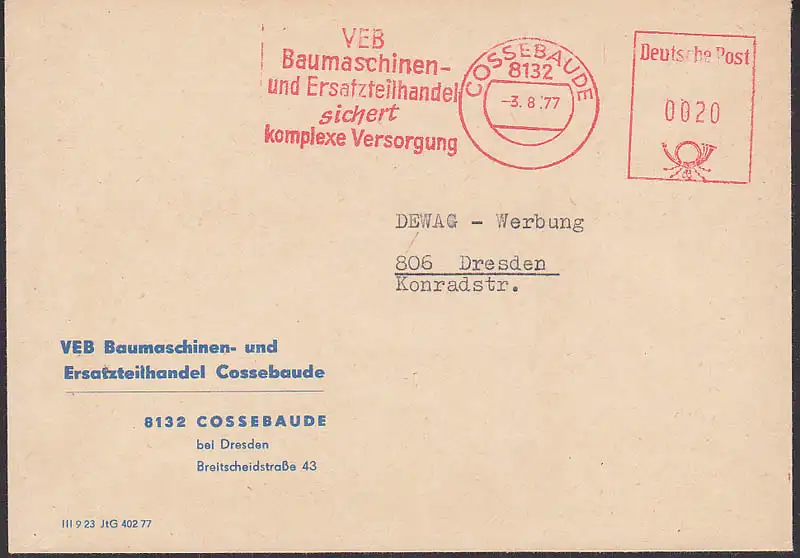 VEB
Baumaschinen-
und Ersatzteilhandel
sichert
komplexe Versorgung
COSSEBAUDE
8132
-3.8.77
Deutsche Post
0020
DEWAG - Werbung
806 Dresden
Konradstr.
VEB Baumaschinen- und
Ersatzteilhandel Cossebaude
8132 COSSEBAUDE
bei Dresden
Breitscheidstraße 43
III 9 23 JtG 402 77